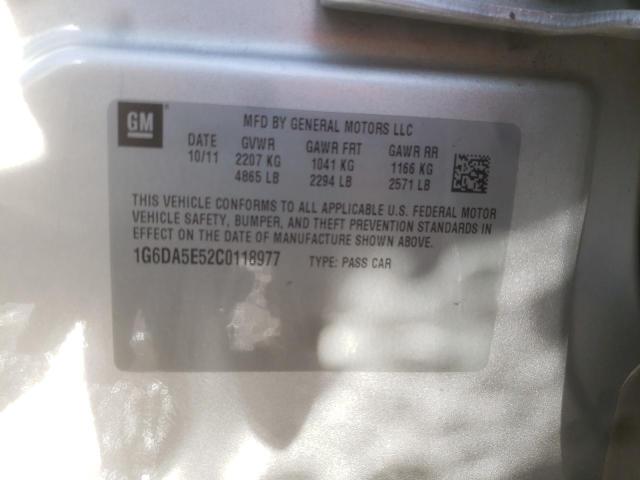 GM ®
MFD BY GENERAL MOTORS LLC
DATE GVWR GAWR FRT GAWR RR
10/11 2207 KG 1041 KG 1166 KG
4865 LB 2294 LB 2571 LB
THIS VEHICLE CONFORMS TO ALL APPLICABLE U.S. FEDERAL MOTOR
VEHICLE SAFETY, BUMPER, AND THEFT PREVENTION STANDARDS IN
EFFECT ON THE DATE OF MANUFACTURE SHOWN ABOVE.
1G6DA5E52C0118977 TYPE: PASS CAR